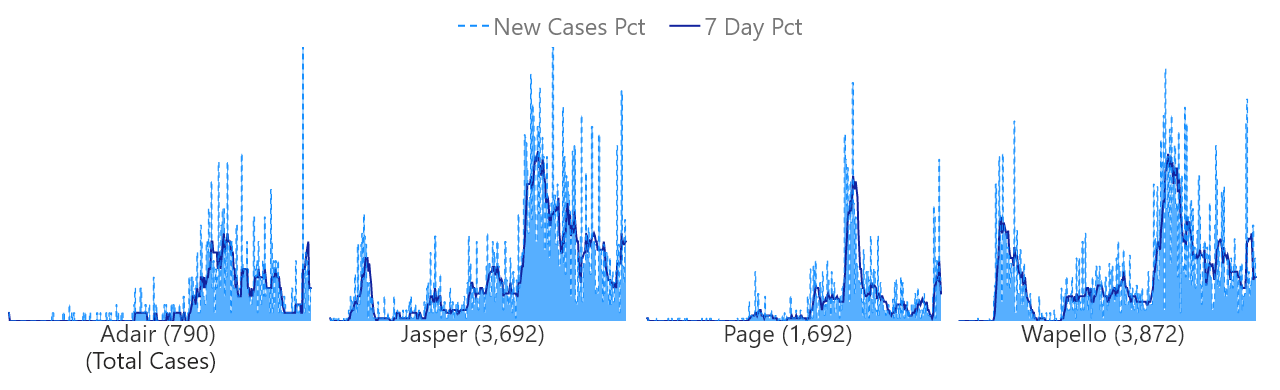 New Cases Pct 7 Day Pct
Adair (790) Jasper (3,692) Page (1,692) Wapello (3,872)
(Total Cases)